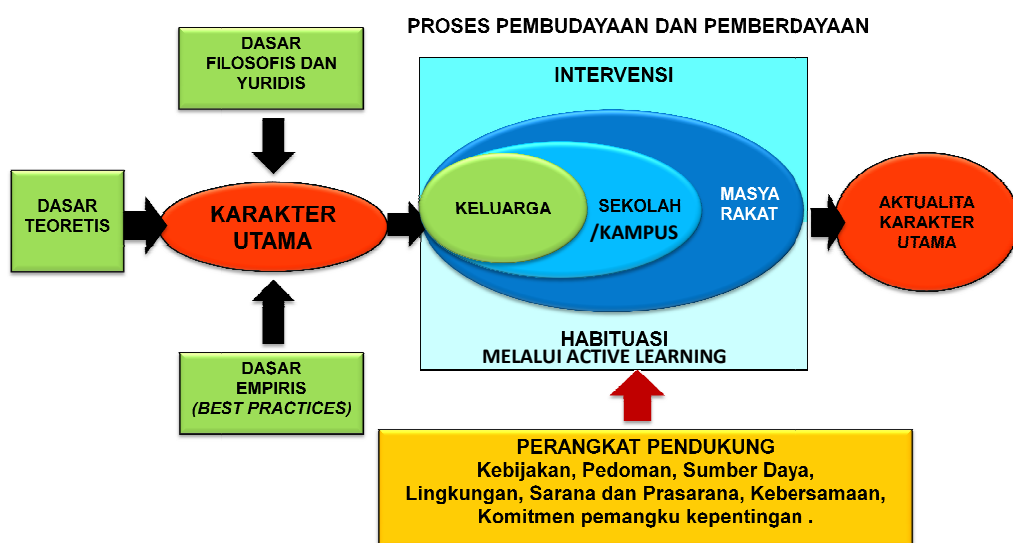 PROSES PEMBUDAYAAN DAN PEMBERDAYAAN
DASAR
FILOSOFIS DAN
YURIDIS
DASAR
TEORETIS
KARAKTER
UTAMA
DASAR
EMPIRIS
(BEST PRACTICES)
INTERVENSI
KELUARGA
SEKOLAH
/KAMPUS
MASYA
RAKAT
HABITUASI
MELALUI ACTIVE LEARNING
AKTUALITA
KARAKTER
UTAMA
PERANGKAT PENDUKUNG
Kebijakan, Pedoman, Sumber Daya,
Lingkungan, Sarana dan Prasarana, Kebersamaan,
Komitmen pemangku kepentingan .